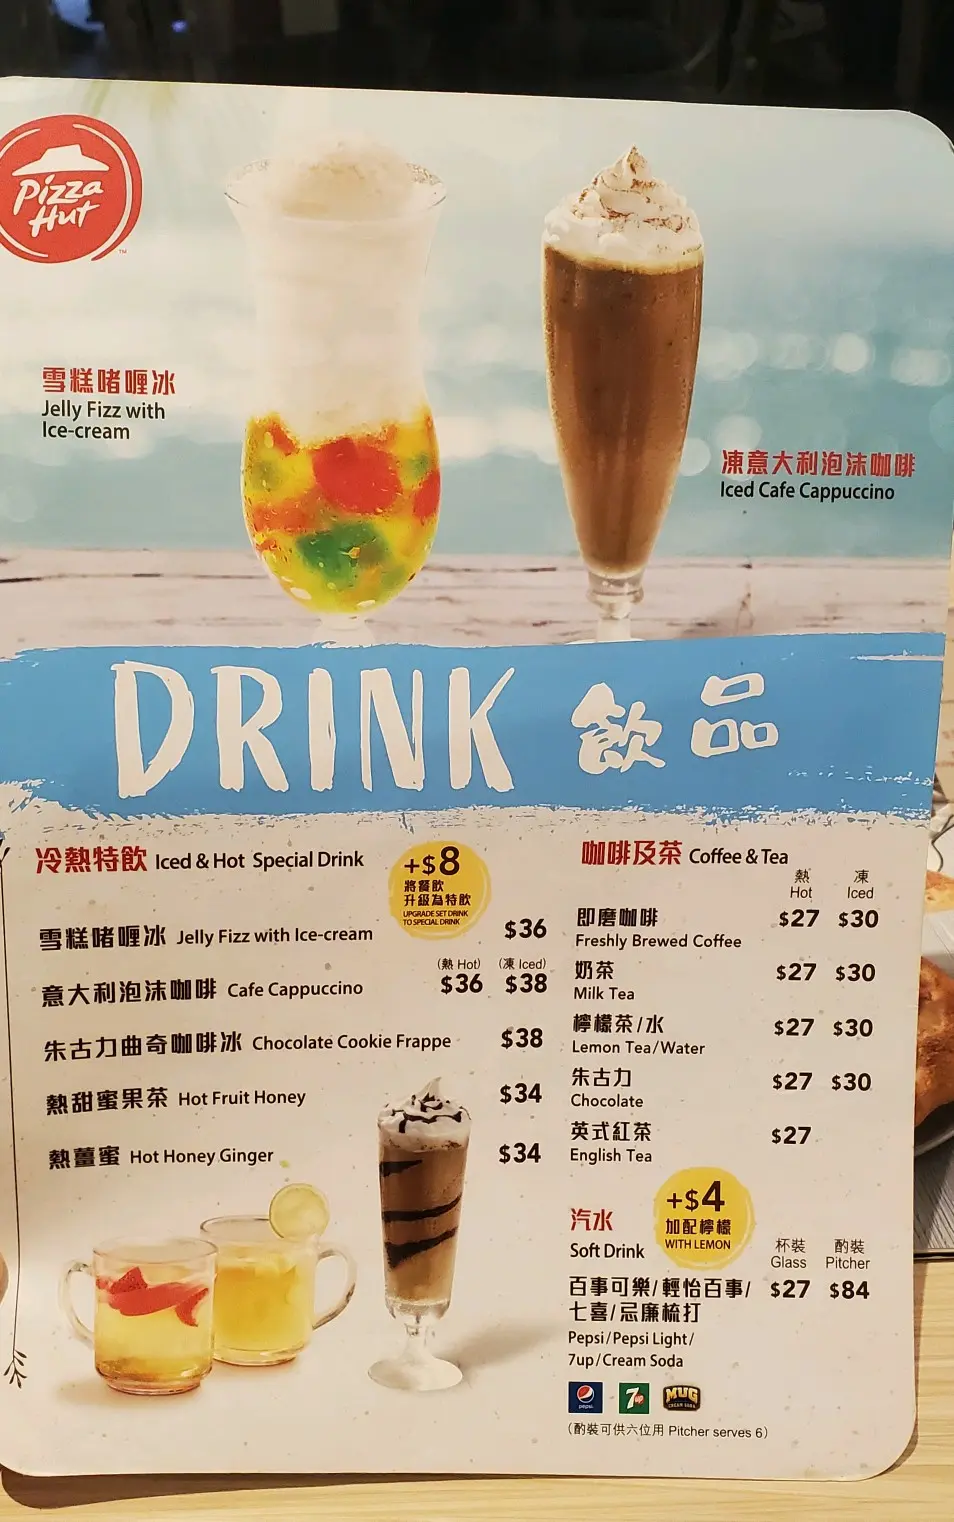 Pizza
Hut
雪糕啫喱冰
Jelly Fizz with
Ice-cream
凍意大利泡沫咖啡
Iced Cafe Cappuccino
DRINK 飲品
冷熱特飲 Iced & Hot Special Drink
+$8
將餐飲
升級為特飲
UPGRADE SET DRINK
TO SPECIAL DRINK
雪糕啫喱冰 Jelly Fizz with Ice-cream $36
(熱 Hot) (凍 Iced)
意大利泡沫咖啡 Cafe Cappuccino $36 $38
朱古力曲奇咖啡冰 Chocolate Cookie Frappe $38
熱甜蜜果茶 Hot Fruit Honey $34
熱薑蜜 Hot Honey Ginger $34
咖啡及茶 Coffee & Tea
熱 凍
Hot Iced
即磨咖啡 $27 $30
Freshly Brewed Coffee
奶茶 $27 $30
Milk Tea
檸檬茶/水 $27 $30
Lemon Tea/Water
朱古力 $27 $30
Chocolate
英式紅茶 $27
English Tea
+$4
加配檸檬
WITH LEMON
汽水
Soft Drink
杯裝 酌裝
Glass Pitcher
百事可樂/輕怡百事/ $27 $84
七喜/忌廉梳打
Pepsi/Pepsi Light/
7up/Cream Soda
pepsi 7up MUG
CREAM SODA
(酌裝可供六位用 Pitcher serves 6)